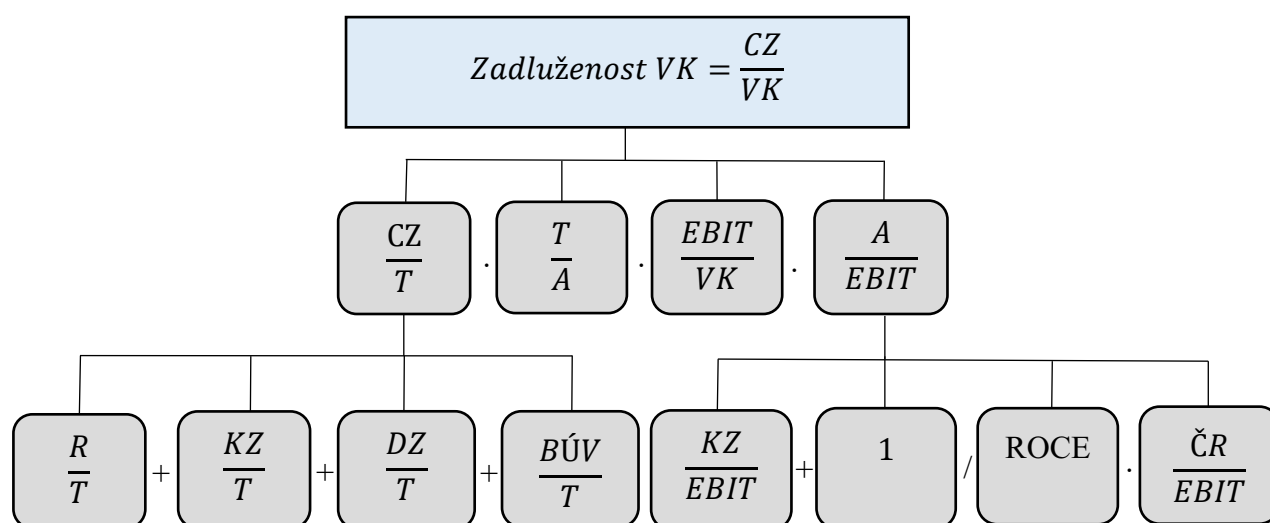 Zadluženost VK = CZ/VK
CZ/T · T/A · EBIT/VK · A/EBIT
R/T + KZ/T + DZ/T + BÚV/T KZ/EBIT + 1 / ROCE · ČR/EBIT